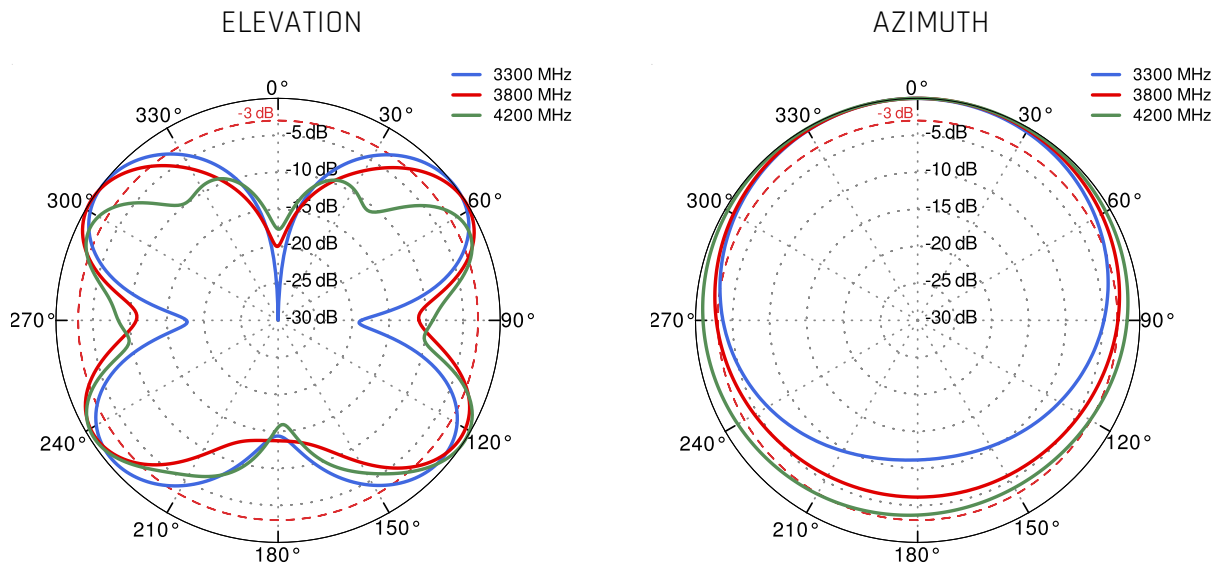 ELEVATION
3300 MHz
3800 MHz
4200 MHz
0°
330°
30°
-3 dB
-5 dB
-10 dB
300°
60°
-15 dB
-20 dB
-25 dB
270°
-30 dB
90°
240°
120°
210°
150°
180°
AZIMUTH
3300 MHz
3800 MHz
4200 MHz
0°
330°
30°
-3 dB
-5 dB
-10 dB
300°
60°
-15 dB
-20 dB
-25 dB
270°
-30 dB
90°
240°
120°
210°
150°
180°